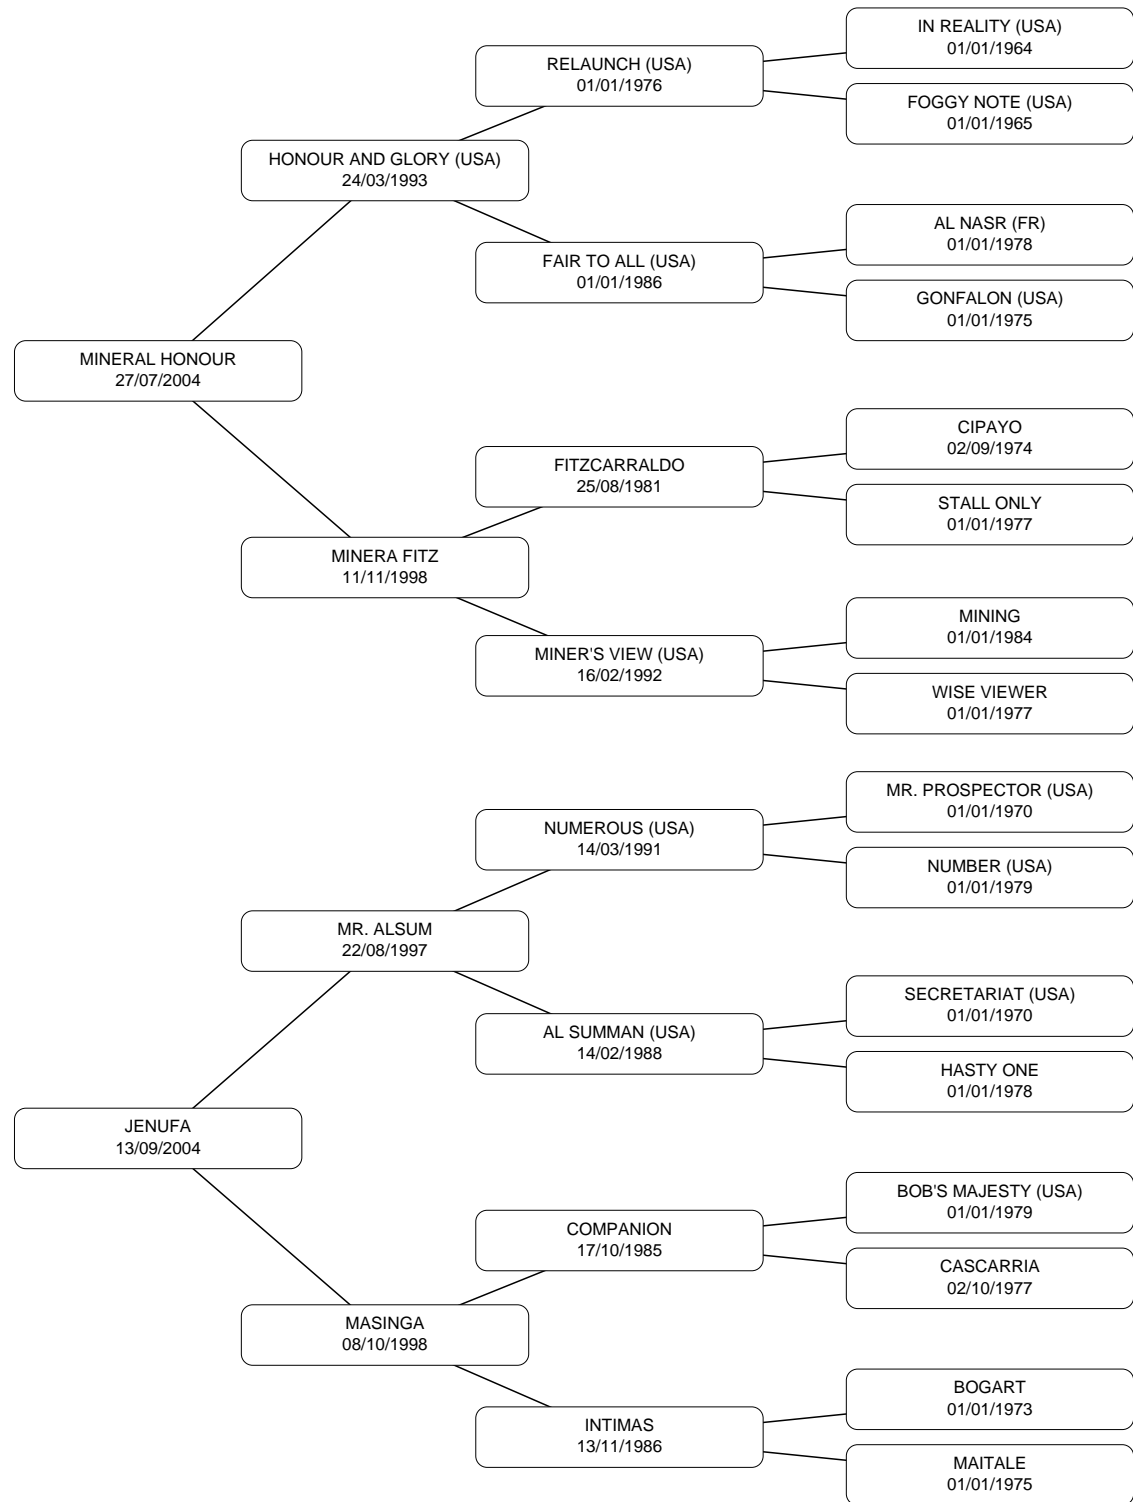 IN REALITY (USA)
01/01/1964
RELAUNCH (USA)
01/01/1976
FOGGY NOTE (USA)
01/01/1965
HONOUR AND GLORY (USA)
24/03/1993
AL NASR (FR)
01/01/1978
FAIR TO ALL (USA)
01/01/1986
GONFALON (USA)
01/01/1975
MINERAL HONOUR
27/07/2004
CIPAYO
02/09/1974
FITZCARRALDO
25/08/1981
STALL ONLY
01/01/1977
MINERA FITZ
11/11/1998
MINING
01/01/1984
MINER'S VIEW (USA)
16/02/1992
WISE VIEWER
01/01/1977
MR. PROSPECTOR (USA)
01/01/1970
NUMEROUS (USA)
14/03/1991
NUMBER (USA)
01/01/1979
MR. ALSUM
22/08/1997
SECRETARIAT (USA)
01/01/1970
AL SUMMAN (USA)
14/02/1988
HASTY ONE
01/01/1978
JENUFA
13/09/2004
BOB'S MAJESTY (USA)
01/01/1979
COMPANION
17/10/1985
CASCARRIA
02/10/1977
MASINGA
08/10/1998
BOGART
01/01/1973
INTIMAS
13/11/1986
MAITALE
01/01/1975